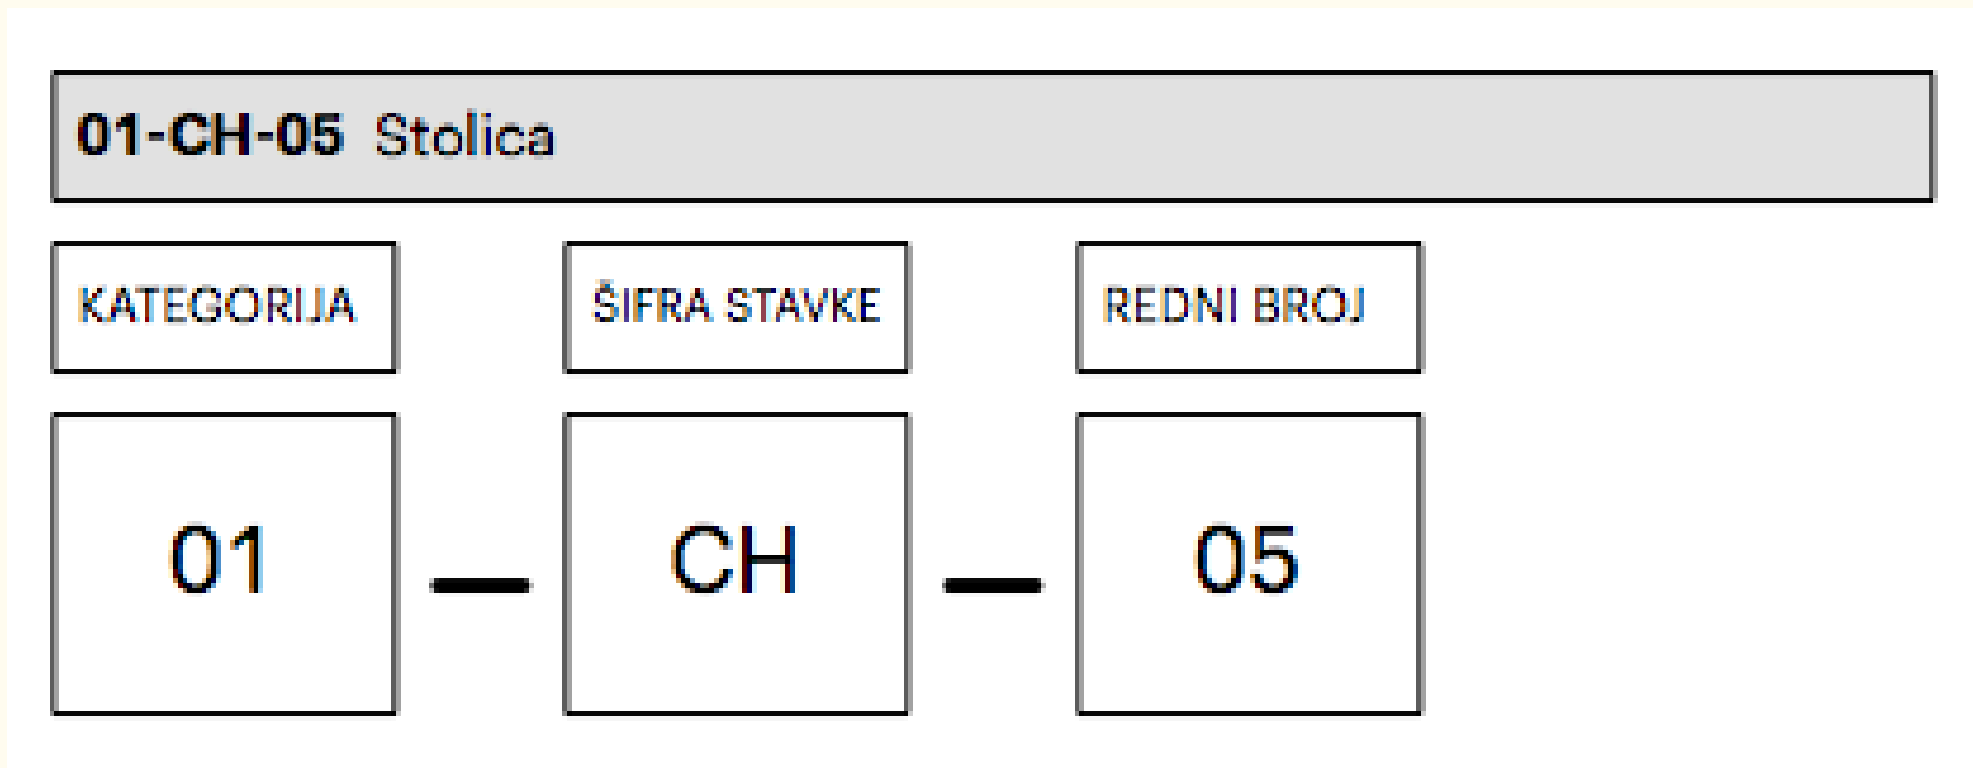 01-CH-05 Stolica
KATEGORIJA ŠIFRA STAVKE REDNI BROJ
01 — CH — 05